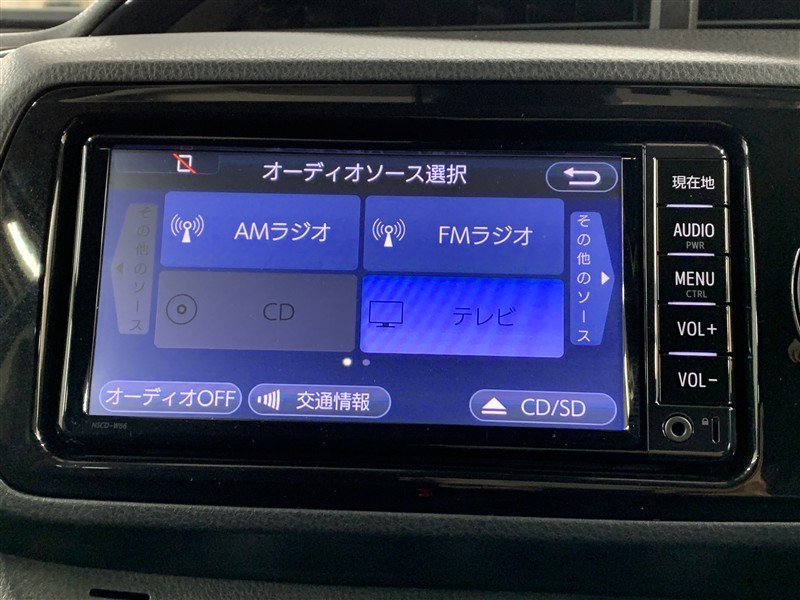 オーディオソース選択
その他のソース
AMラジオ
FMラジオ
その他のソース
CD
テレビ
オーディオOFF
交通情報
CD/SD
現在地
AUDIO
PWR
MENU
CTRL
VOL+
VOL-
NSCD-W66